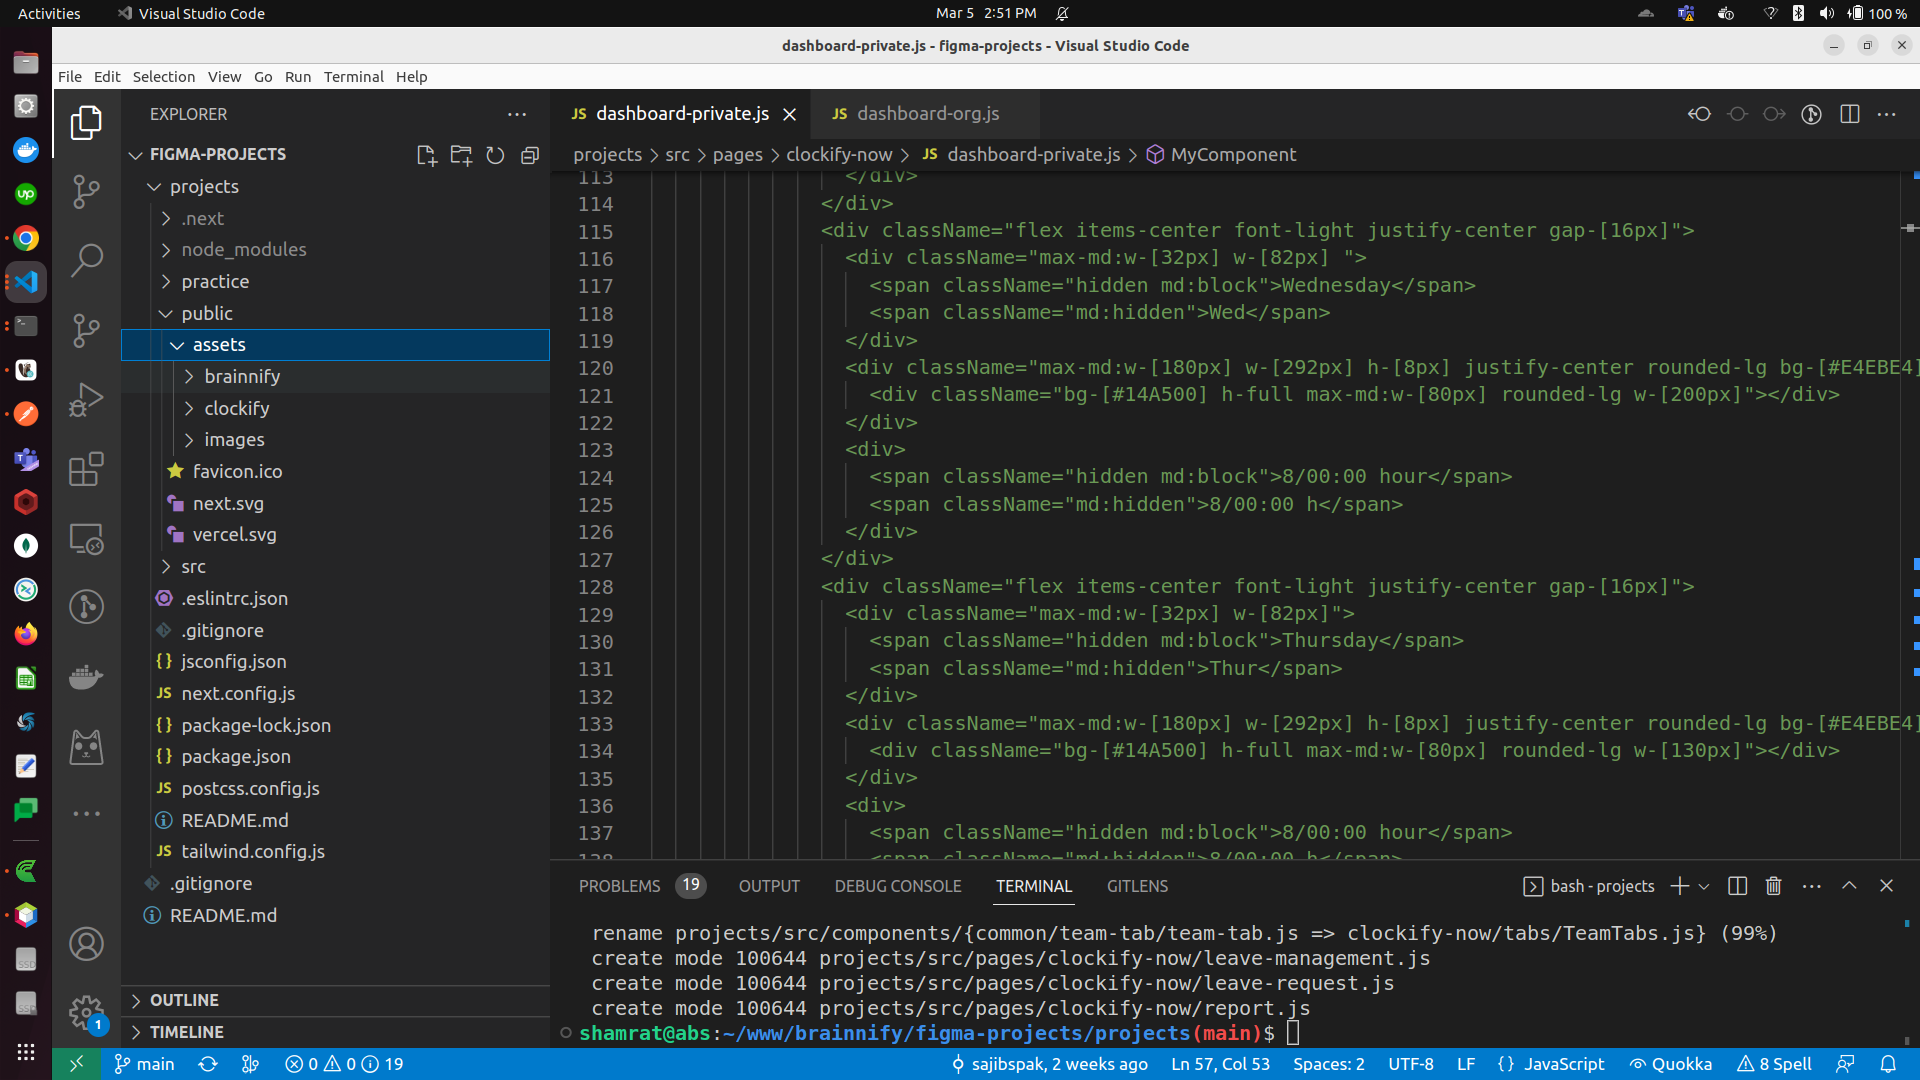 Activities
Visual Studio Code
Mar 5 2:51 PM
100 %
dashboard-private.js - figma-projects - Visual Studio Code
File Edit Selection View Go Run Terminal Help
EXPLORER
FIGMA-PROJECTS
projects
.next
node_modules
practice
public
assets
brainnify
clockify
images
favicon.ico
next.svg
vercel.svg
src
.eslintrc.json
.gitignore
{} jsconfig.json
JS next.config.js
{} package-lock.json
{} package.json
JS postcss.config.js
README.md
JS tailwind.config.js
.gitignore
README.md
OUTLINE
TIMELINE
JS dashboard-private.js
JS dashboard-org.js
projects > src > pages > clockify-now > JS dashboard-private.js > MyComponent
113 </div>
114 </div>
115 <div className="flex items-center font-light justify-center gap-[16px]">
116 <div className="max-md:w-[32px] w-[82px] ">
117 <span className="hidden md:block">Wednesday</span>
118 <span className="md:hidden">Wed</span>
119 </div>
120 <div className="max-md:w-[180px] w-[292px] h-[8px] justify-center rounded-lg bg-[#E4EBE4]
121 <div className="bg-[#14A500] h-full max-md:w-[80px] rounded-lg w-[200px]"></div>
122 </div>
123 <div>
124 <span className="hidden md:block">8/00:00 hour</span>
125 <span className="md:hidden">8/00:00 h</span>
126 </div>
127 </div>
128 <div className="flex items-center font-light justify-center gap-[16px]">
129 <div className="max-md:w-[32px] w-[82px]">
130 <span className="hidden md:block">Thursday</span>
131 <span className="md:hidden">Thur</span>
132 </div>
133 <div className="max-md:w-[180px] w-[292px] h-[8px] justify-center rounded-lg bg-[#E4EBE4]
134 <div className="bg-[#14A500] h-full max-md:w-[80px] rounded-lg w-[130px]"></div>
135 </div>
136 <div>
137 <span className="hidden md:block">8/00:00 hour</span>
138 <span className="md:hidden">8/00:00 h</span>
PROBLEMS 19 OUTPUT DEBUG CONSOLE TERMINAL GITLENS
bash - projects
rename projects/src/components/{common/team-tab/team-tab.js => clockify-now/tabs/TeamTabs.js} (99%)
create mode 100644 projects/src/pages/clockify-now/leave-management.js
create mode 100644 projects/src/pages/clockify-now/leave-request.js
create mode 100644 projects/src/pages/clockify-now/report.js
shamrat@abs:~/www/brainnify/figma-projects/projects(main)$
1
main
0 0 19
sajibspak, 2 weeks ago
Ln 57, Col 53
Spaces: 2
UTF-8
LF
{} JavaScript
Quokka
8 Spell